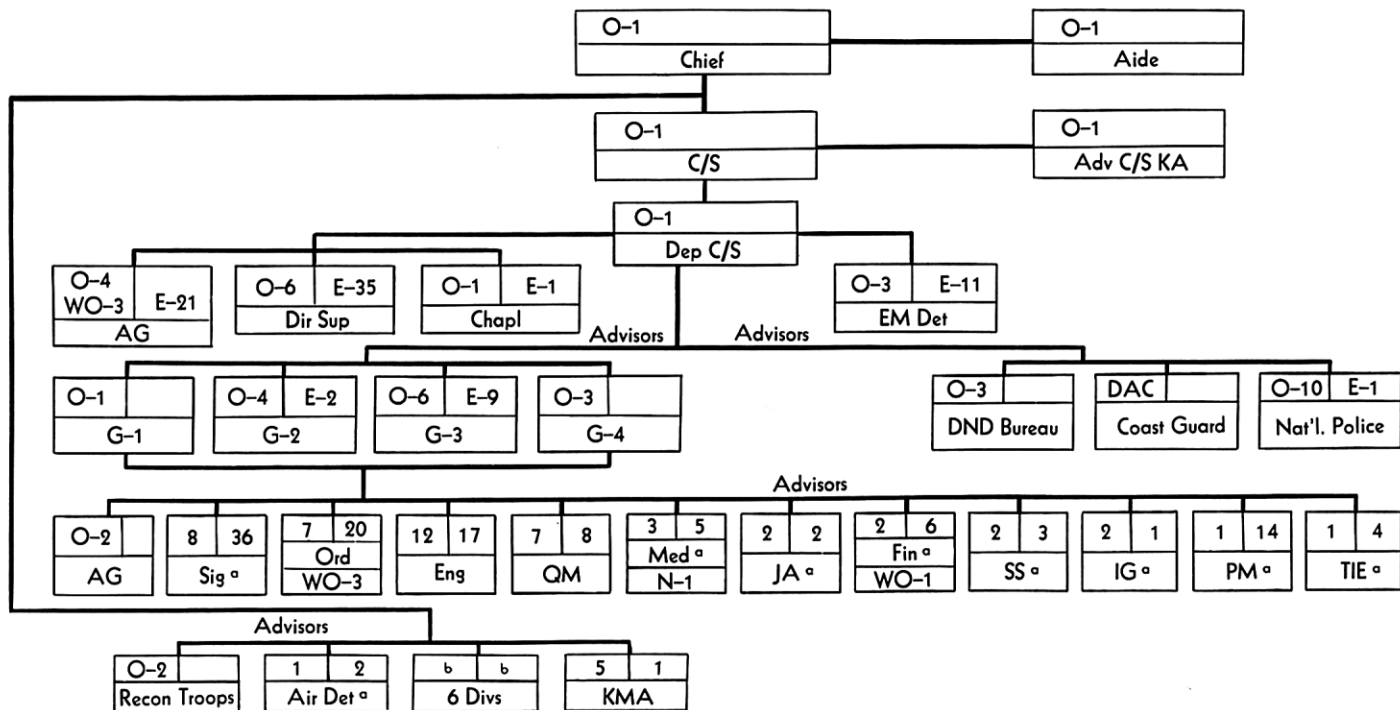 O–1
Chief
O–1
Aide
O–1
C/S
O–1
Adv C/S KA
O–1
Dep C/S
O–4
WO–3 E–21
AG
O–6 E–35
Dir Sup
O–1 E–1
Chapl
O–3 E–11
EM Det
Advisors Advisors
O–1
G–1
O–4 E–2
G–2
O–6 E–9
G–3
O–3
G–4
O–3
DND Bureau
DAC
Coast Guard
O–10 E–1
Nat'l. Police
Advisors
O–2
AG
8 36
Sig a
7 20
Ord
WO–3
12 17
Eng
7 8
QM
3 5
Med a
N–1
2 2
JA a
2 6
Fin a
WO–1
2 3
SS a
2 1
IG a
1 14
PM a
1 4
TIE a
Advisors
O–2
Recon Troops
1 2
Air Det a
b b
6 Divs
5 1
KMA